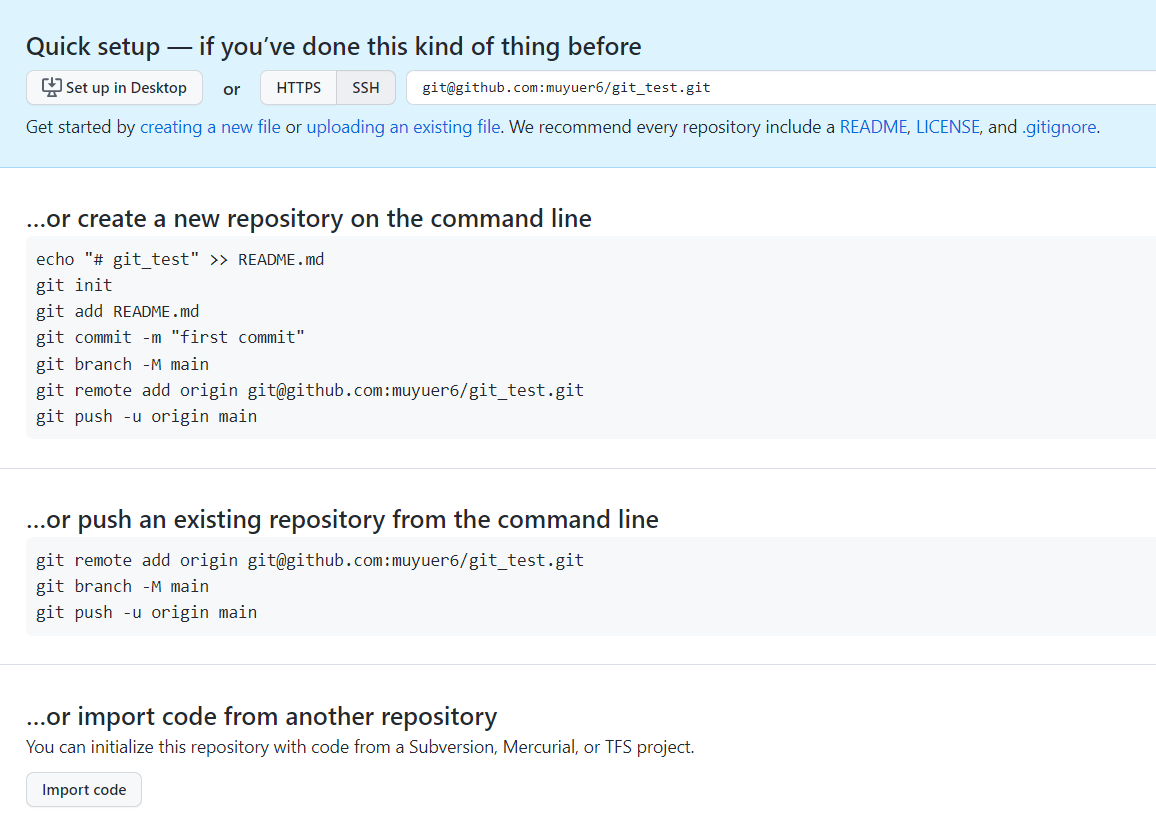 Quick setup — if you’ve done this kind of thing before
Set up in Desktop or HTTPS SSH git@github.com:muyuer6/git_test.git
Get started by creating a new file or uploading an existing file. We recommend every repository include a README, LICENSE, and .gitignore.
…or create a new repository on the command line
echo "# git_test" >> README.md
git init
git add README.md
git commit -m "first commit"
git branch -M main
git remote add origin git@github.com:muyuer6/git_test.git
git push -u origin main
…or push an existing repository from the command line
git remote add origin git@github.com:muyuer6/git_test.git
git branch -M main
git push -u origin main
…or import code from another repository
You can initialize this repository with code from a Subversion, Mercurial, or TFS project.
Import code